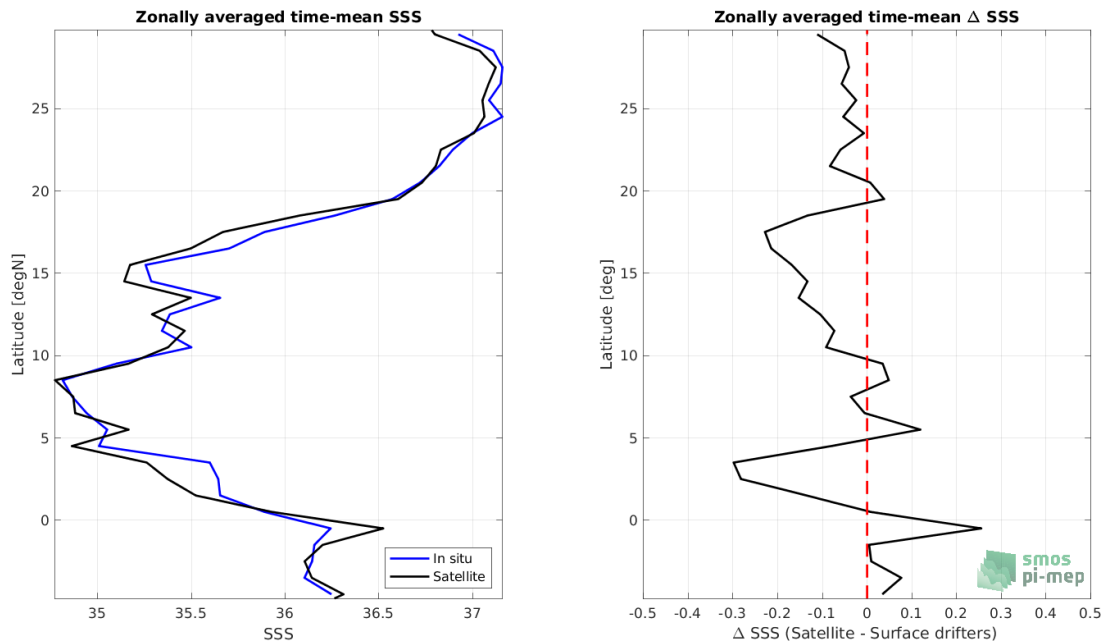 Zonally averaged time-mean SSS
Latitude [degN]
25
20
15
10
5
0
35
35.5
36
36.5
37
SSS
In situ
Satellite
Zonally averaged time-mean Δ SSS
Latitude [deg]
25
20
15
10
5
0
-0.5
-0.4
-0.3
-0.2
-0.1
0
0.1
0.2
0.3
0.4
0.5
Δ SSS (Satellite - Surface drifters)
smos
pi-mep